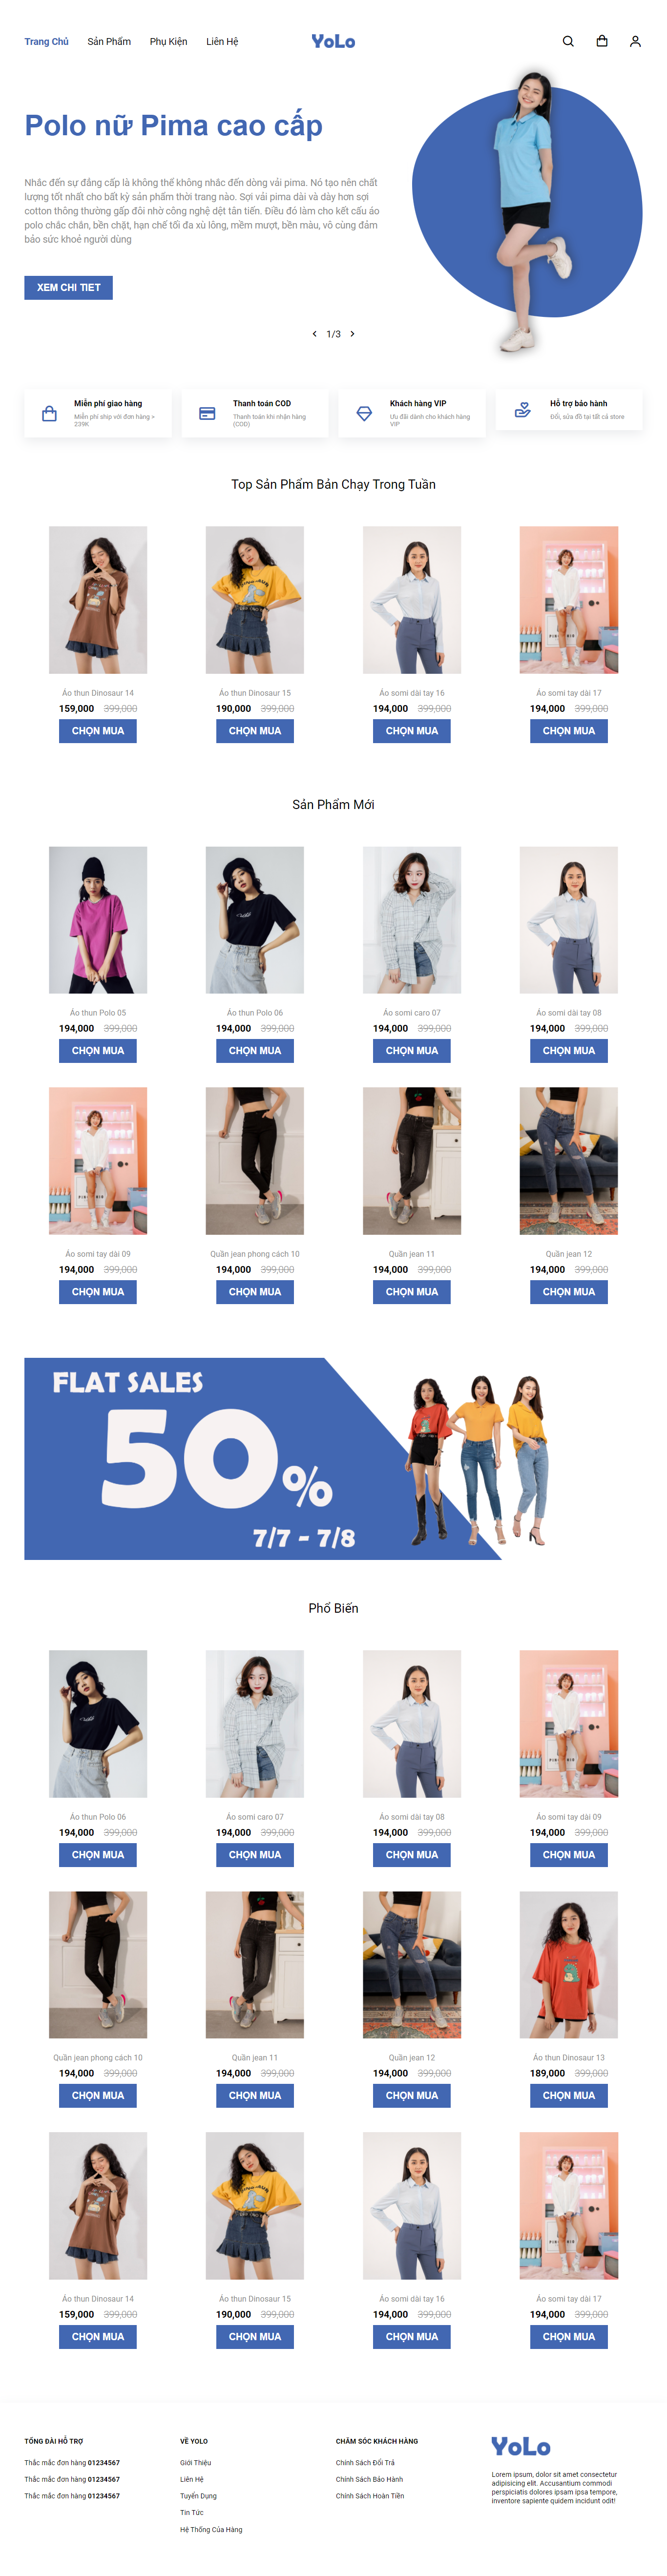 Trang Chủ Sản Phẩm Phụ Kiện Liên Hệ YoLo
Polo nữ Pima cao cấp
Nhắc đến sự đẳng cấp là không thể không nhắc đến dòng vải pima. Nó tạo nên chất
lượng tốt nhất cho bất kỳ sản phẩm thời trang nào. Sợi vải pima dài và dày hơn sợi
cotton thông thường gấp đôi nhờ công nghệ dệt tân tiến. Điều đó làm cho kết cấu áo
polo chắc chắn, bền chặt, hạn chế tối đa xù lông, mềm mượt, bền màu, vô cùng đảm
bảo sức khoẻ người dùng
XEM CHI TIẾT
1/3
Miễn phí giao hàng
Miễn phí ship với đơn hàng >
239K
Thanh toán COD
Thanh toán khi nhận hàng
(COD)
Khách hàng VIP
Ưu đãi dành cho khách hàng
VIP
Hỗ trợ bảo hành
Đổi, sửa đồ tại tất cả store
Top Sản Phẩm Bán Chạy Trong Tuần
Áo thun Dinosaur 14 Áo thun Dinosaur 15 Áo somi dài tay 16 Áo somi tay dài 17
159,000 399,000 190,000 399,000 194,000 399,000 194,000 399,000
CHỌN MUA CHỌN MUA CHỌN MUA CHỌN MUA
Sản Phẩm Mới
Áo thun Polo 05 Áo thun Polo 06 Áo somi caro 07 Áo somi dài tay 08
194,000 399,000 194,000 399,000 194,000 399,000 194,000 399,000
CHỌN MUA CHỌN MUA CHỌN MUA CHỌN MUA
Áo somi tay dài 09 Quần jean phong cách 10 Quần jean 11 Quần jean 12
194,000 399,000 194,000 399,000 194,000 399,000 194,000 399,000
CHỌN MUA CHỌN MUA CHỌN MUA CHỌN MUA
FLAT SALES
50%
7/7 - 7/8
Phổ Biến
Áo thun Polo 06 Áo somi caro 07 Áo somi dài tay 08 Áo somi tay dài 09
194,000 399,000 194,000 399,000 194,000 399,000 194,000 399,000
CHỌN MUA CHỌN MUA CHỌN MUA CHỌN MUA
Quần jean phong cách 10 Quần jean 11 Quần jean 12 Áo thun Dinosaur 13
194,000 399,000 194,000 399,000 194,000 399,000 189,000 399,000
CHỌN MUA CHỌN MUA CHỌN MUA CHỌN MUA
Áo thun Dinosaur 14 Áo thun Dinosaur 15 Áo somi dài tay 16 Áo somi tay dài 17
159,000 399,000 190,000 399,000 194,000 399,000 194,000 399,000
CHỌN MUA CHỌN MUA CHỌN MUA CHỌN MUA
TỔNG ĐÀI HỖ TRỢ
Thắc mắc đơn hàng 01234567
Thắc mắc đơn hàng 01234567
Thắc mắc đơn hàng 01234567
VỀ YOLO
Giới Thiệu
Liên Hệ
Tuyển Dụng
Tin Tức
Hệ Thống Của Hàng
CHĂM SÓC KHÁCH HÀNG
Chính Sách Đổi Trả
Chính Sách Bảo Hành
Chính Sách Hoàn Tiền
YoLo
Lorem ipsum, dolor sit amet consectetur
adipisicing elit. Accusantium commodi
perspiciatis dolores ipsam ipsa tempore,
inventore sapiente quidem incidunt odit!